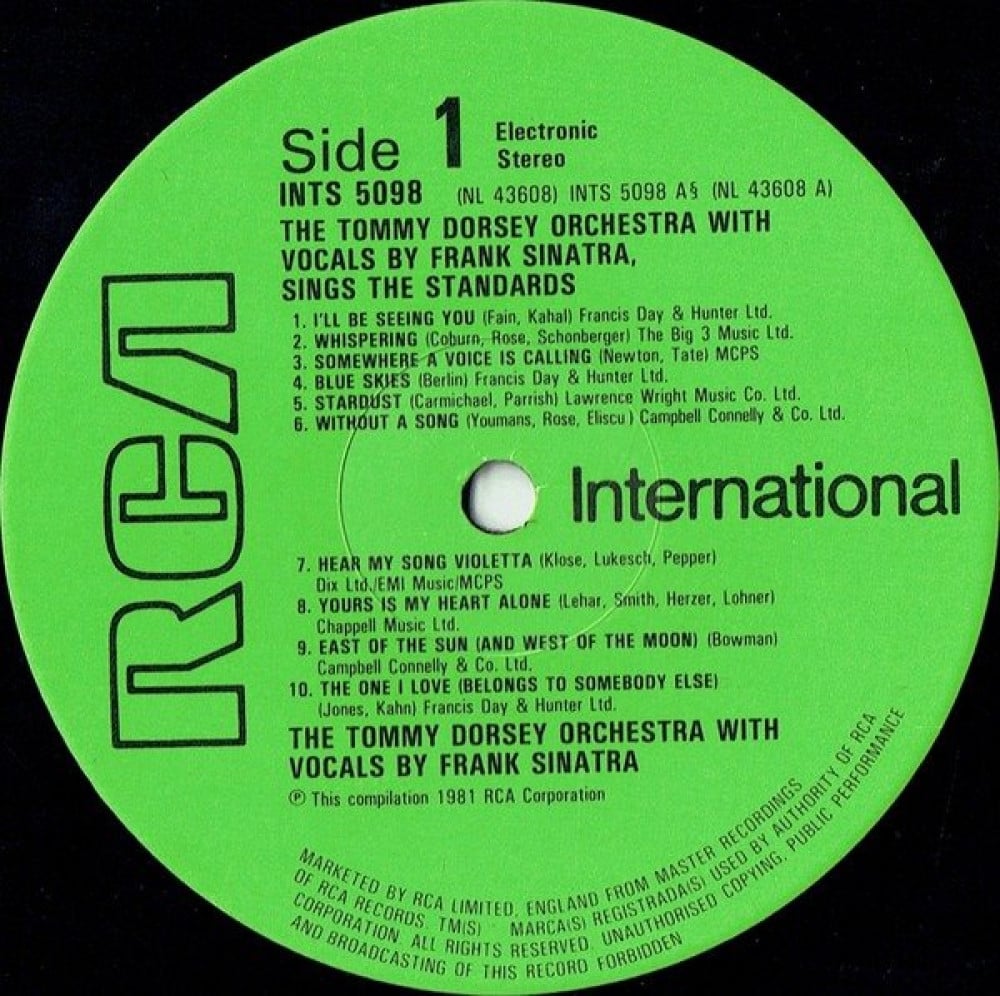 Side 1 Electronic
Stereo
INTS 5098 (NL 43608) INTS 5098 A§ (NL 43608 A)
THE TOMMY DORSEY ORCHESTRA WITH
VOCALS BY FRANK SINATRA,
SINGS THE STANDARDS
1. I'LL BE SEEING YOU (Fain, Kahal) Francis Day & Hunter Ltd.
2. WHISPERING (Coburn, Rose, Schonberger) The Big 3 Music Ltd.
3. SOMEWHERE A VOICE IS CALLING (Newton, Tate) MCPS
4. BLUE SKIES (Berlin) Francis Day & Hunter Ltd.
5. STARDUST (Carmichael, Parrish) Lawrence Wright Music Co. Ltd.
6. WITHOUT A SONG (Youmans, Rose, Eliscu ) Campbell Connelly & Co. Ltd.
RCA
International
7. HEAR MY SONG VIOLETTA (Klose, Lukesch, Pepper)
Dix Ltd./EMI Music/MCPS
8. YOURS IS MY HEART ALONE (Lehar, Smith, Herzer, Lohner)
Chappell Music Ltd.
9. EAST OF THE SUN (AND WEST OF THE MOON) (Bowman)
Campbell Connelly & Co. Ltd.
10. THE ONE I LOVE (BELONGS TO SOMEBODY ELSE)
(Jones, Kahn) Francis Day & Hunter Ltd.
THE TOMMY DORSEY ORCHESTRA WITH
VOCALS BY FRANK SINATRA
℗ This compilation 1981 RCA Corporation
MARKETED BY RCA LIMITED, ENGLAND FROM MASTER RECORDINGS
OF RCA RECORDS. TM(S) ® MARCA(S) REGISTRADA(S) USED BY AUTHORITY OF RCA
CORPORATION. ALL RIGHTS RESERVED. UNAUTHORISED COPYING, PUBLIC PERFORMANCE
AND BROADCASTING OF THIS RECORD FORBIDDEN